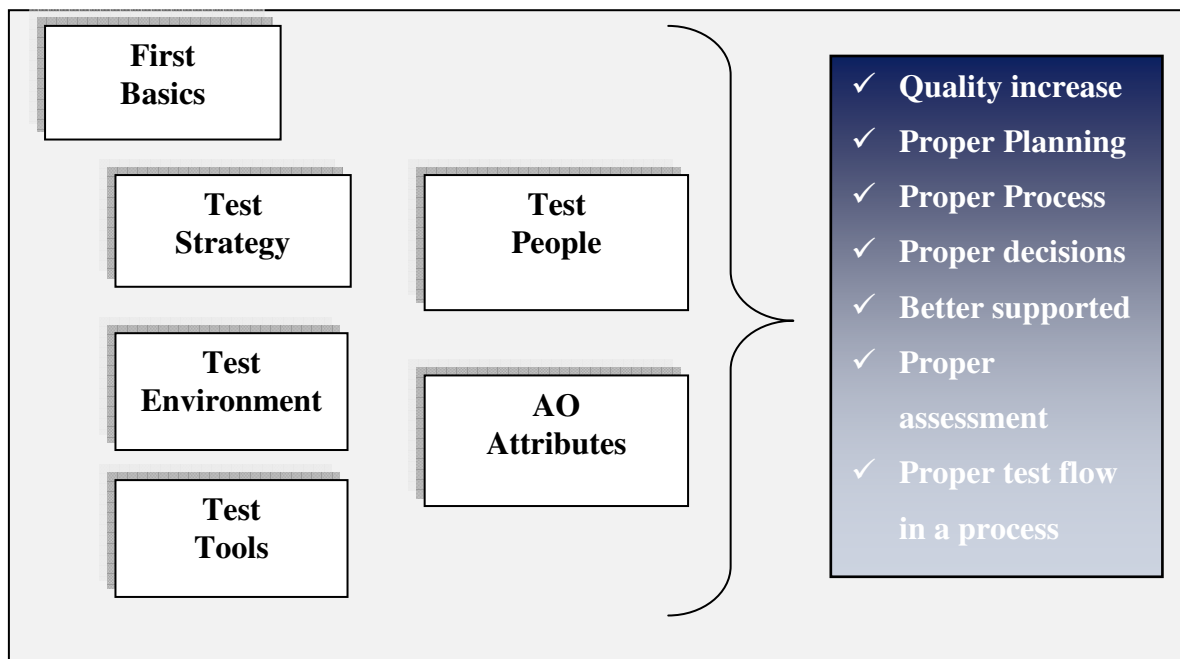 First
Basics
Test
Strategy
Test
People
Test
Environment
AO
Attributes
Test
Tools
✓ Quality increase
✓ Proper Planning
✓ Proper Process
✓ Proper decisions
✓ Better supported
✓ Proper
assessment
✓ Proper test flow
in a process